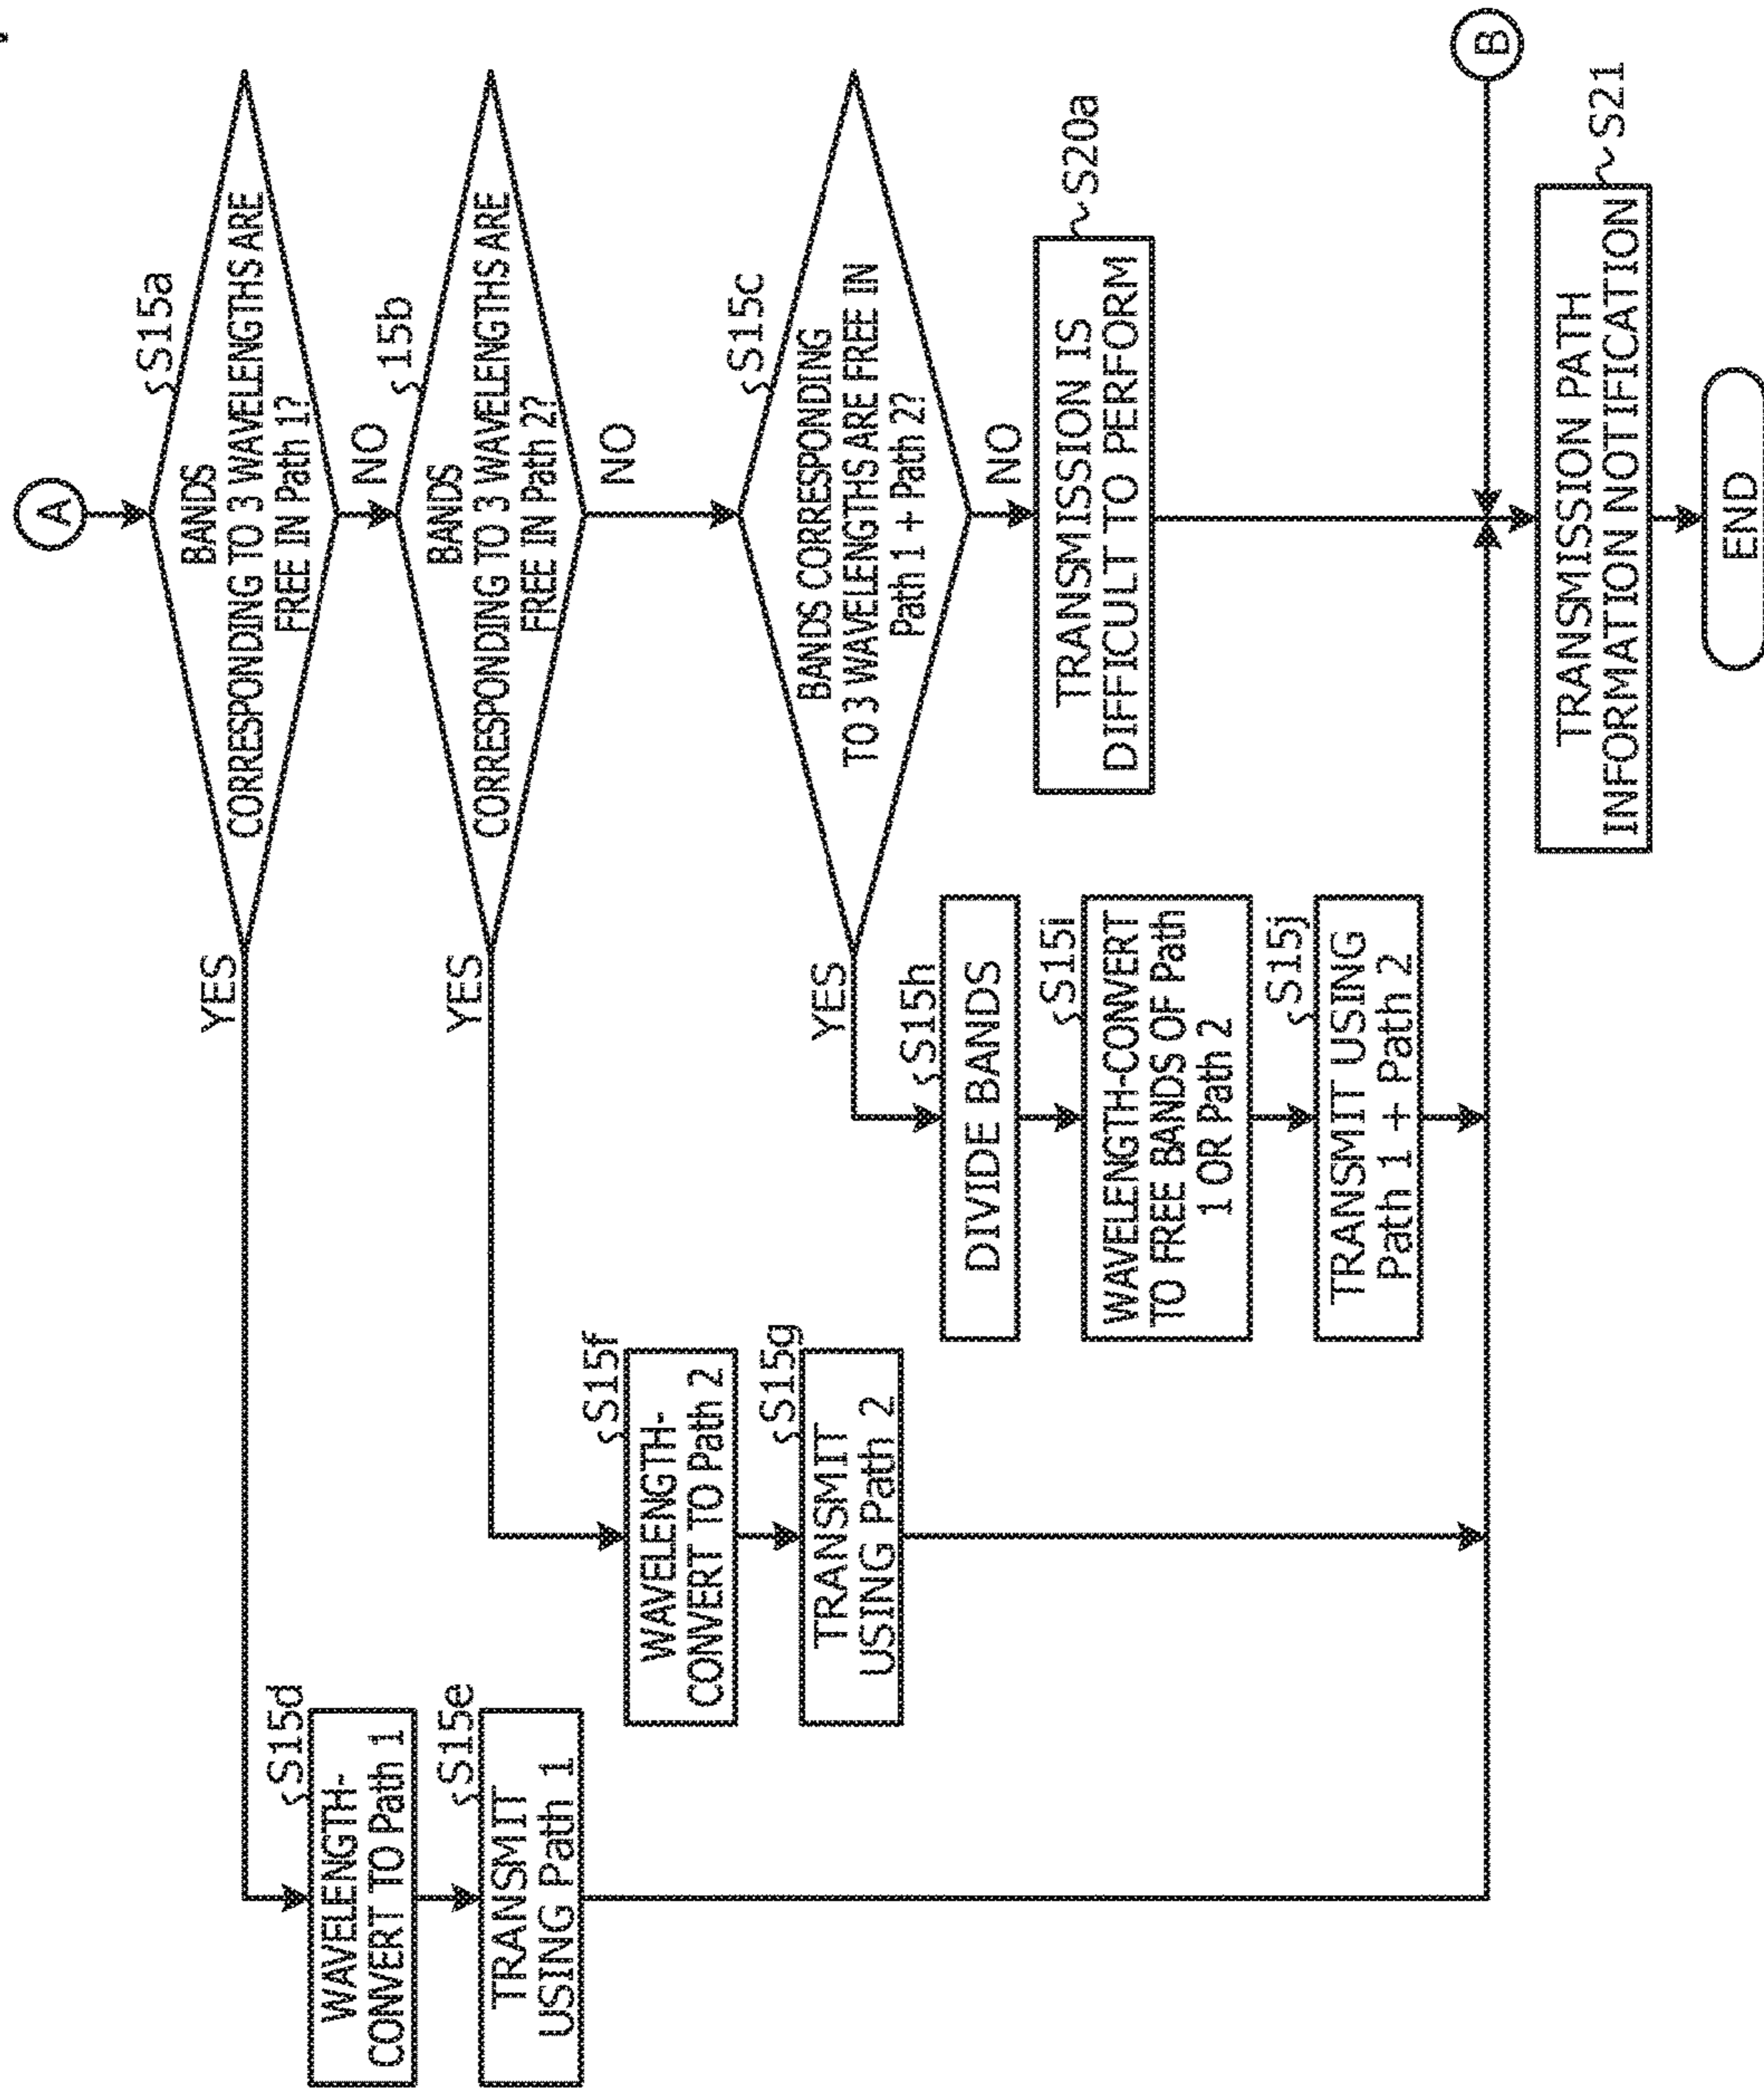 A
S15a
BANDS
CORRESPONDING TO 3 WAVELENGTHS ARE
FREE IN Path 1?
YES
NO
15b
BANDS
CORRESPONDING TO 3 WAVELENGTHS ARE
FREE IN Path 2?
YES
NO
S15c
BANDS CORRESPONDING
TO 3 WAVELENGTHS ARE FREE IN
Path 1 + Path 2?
YES
NO
S15d
WAVELENGTH-
CONVERT TO Path 1
S15e
TRANSMIT
USING Path 1
S15f
WAVELENGTH-
CONVERT TO Path 2
S15g
TRANSMIT
USING Path 2
S15h
DIVIDE BANDS
S15i
WAVELENGTH-CONVERT
TO FREE BANDS OF Path
1 OR Path 2
S15j
TRANSMIT USING
Path 1 + Path 2
S20a
TRANSMISSION IS
DIFFICULT TO PERFORM
B
S21
TRANSMISSION PATH
INFORMATION NOTIFICATION
END